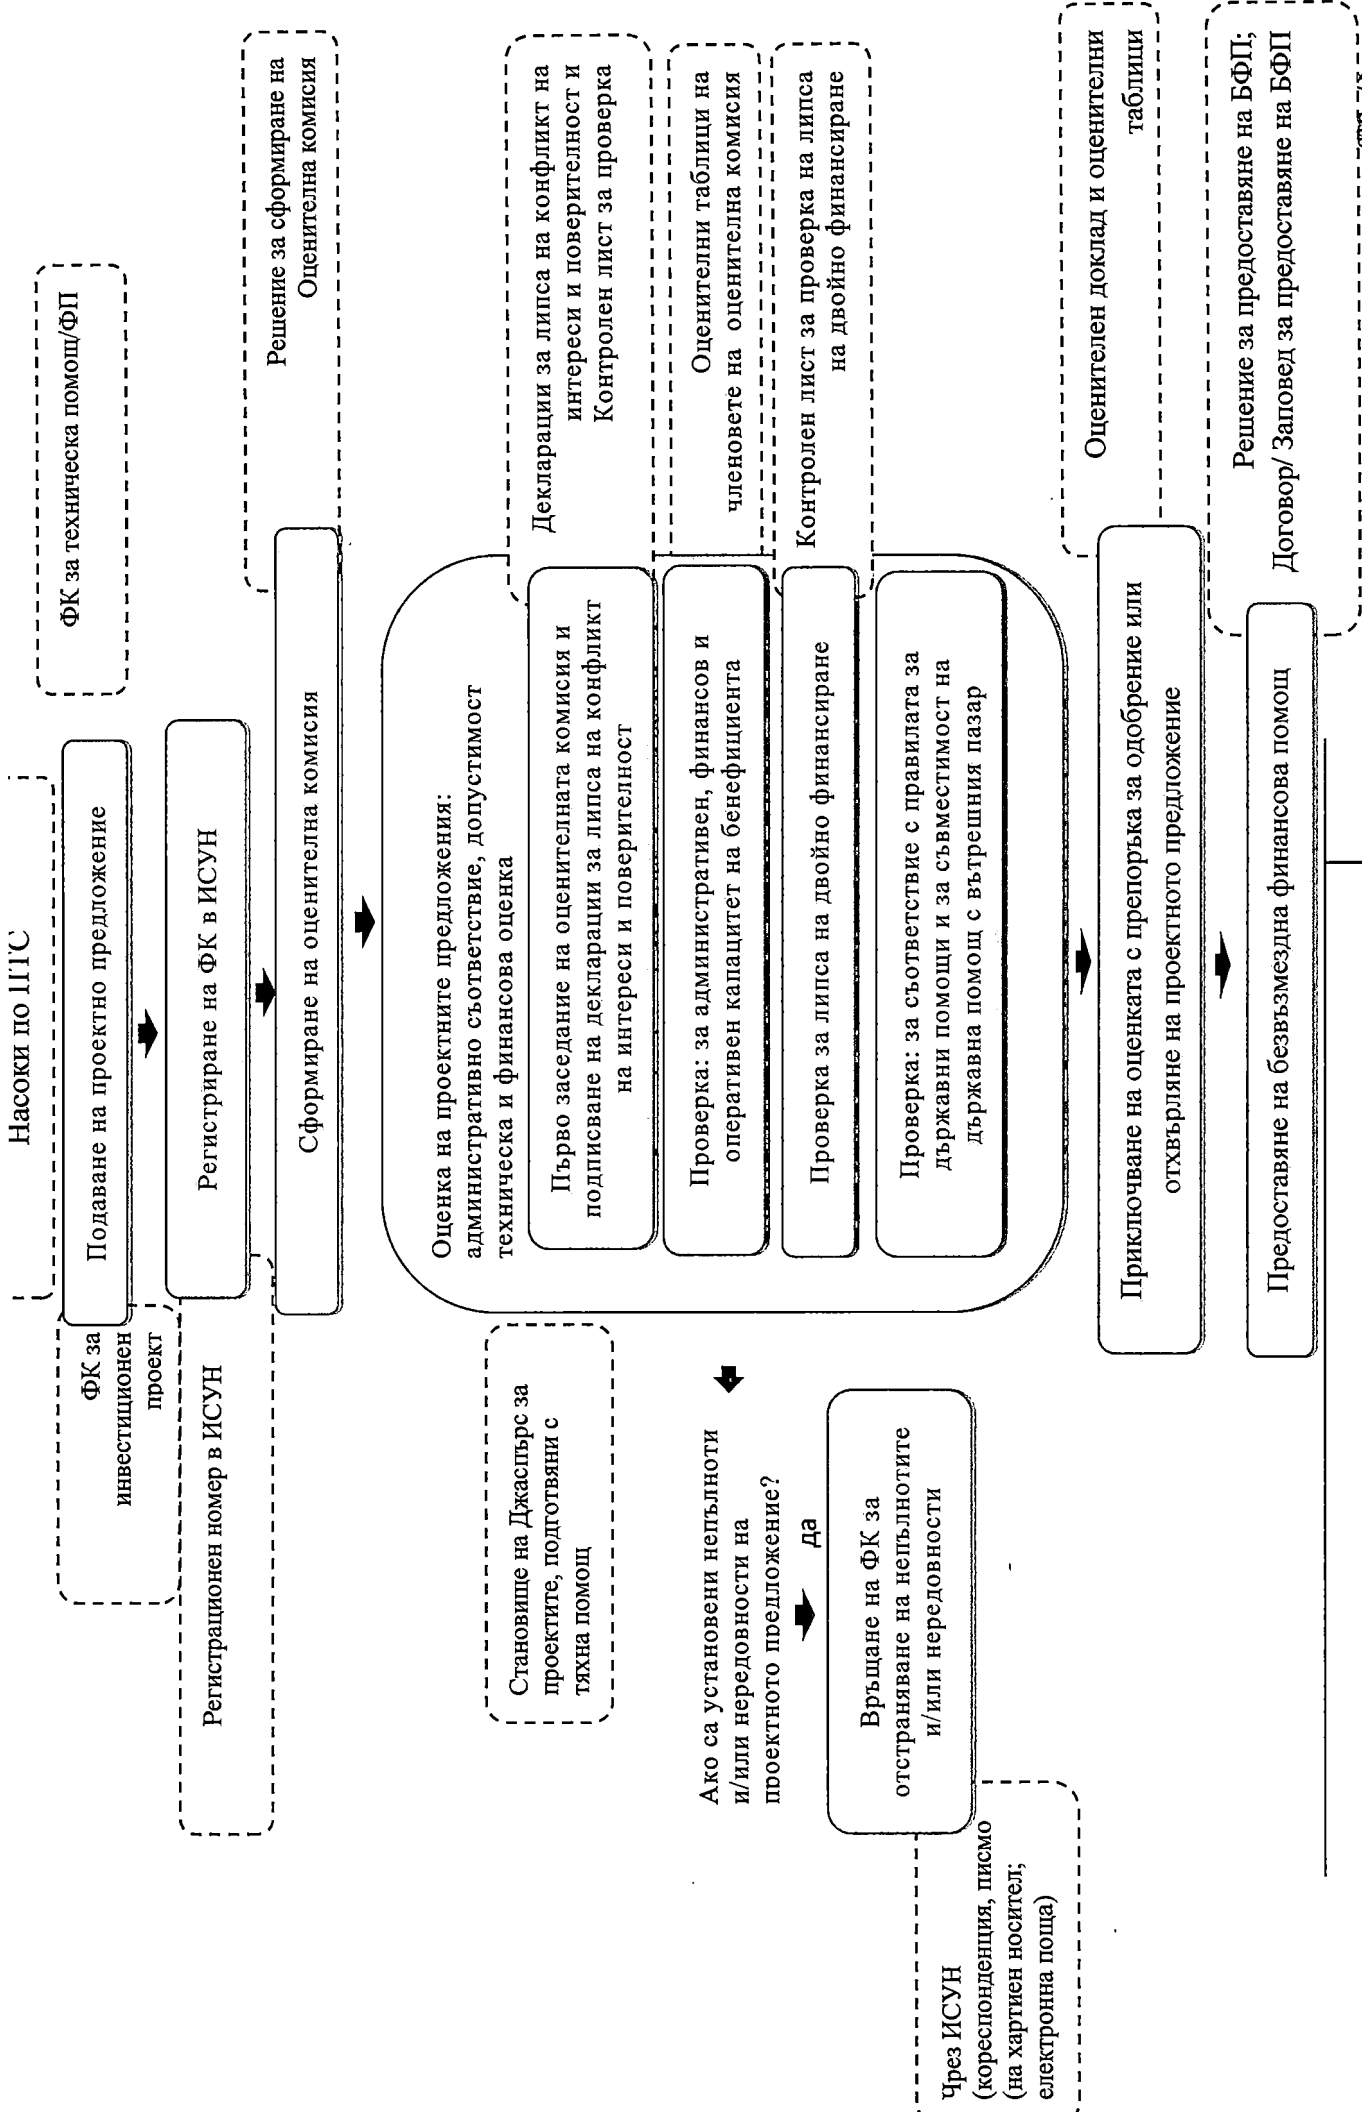 Насоки по ПТС
ФК за техническа помощ/ФП
Подаване на проектно предложение
ФК за
инвестиционен
проект
Регистриране на ФК в ИСУН
Регистрационен номер в ИСУН
Решение за сформиране на
Оценителна комисия
Сформиране на оценителна комисия
Оценка на проектните предложения:
административно съответствие, допустимост
техническа и финансова оценка
Декларации за липса на конфликт на
интереси и поверителност и
Контролен лист за проверка
Първо заседание на оценителната комисия и
подписване на декларации за липса на конфликт
на интереси и поверителност
Оценителни таблици на
членовете на оценителна комисия
Проверка: за административен, финансов и
оперативен капацитет на бенефициента
Контролен лист за проверка на липса
на двойно финансиране
Проверка за липса на двойно финансиране
Проверка: за съответствие с правилата за
държавни помощи и за съвместимост на
държавна помощ с вътрешния пазар
Становище на Джаспърс за
проектите, подготвяни с
тяхна помощ
Ако са установени непълноти
и/или нередовности на
проектното предложение?
да
Връщане на ФК за
отстраняване на непълнотите
и/или нередовности
Чрез ИСУН
(кореспонденция, писмо
(на хартиен носител;
електронна поща)
Оценителен доклад и оценителни
таблици
Приключване на оценката с препоръка за одобрение или
отхвърляне на проектното предложение
Решение за предоставяне на БФП;
Договор/ Заповед за предоставяне на БФП
Предоставяне на безвъзмездна финансова помощ